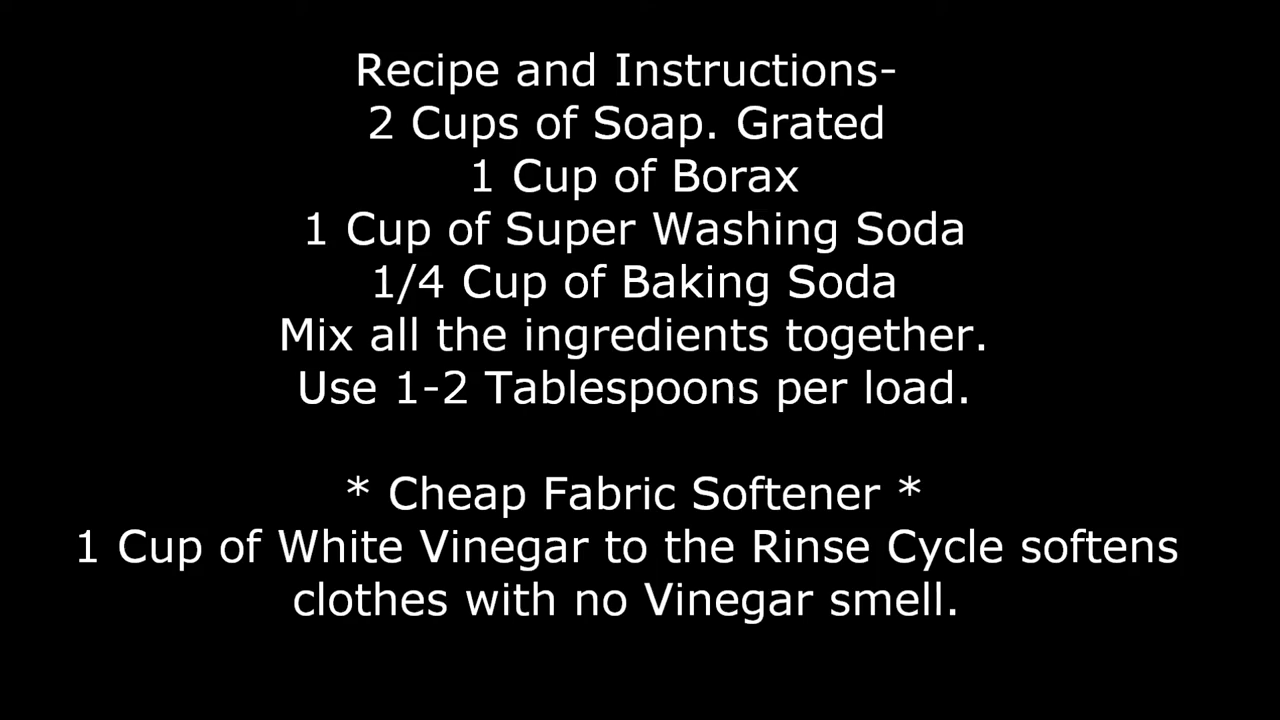 Recipe and Instructions-
2 Cups of Soap. Grated
1 Cup of Borax
1 Cup of Super Washing Soda
1/4 Cup of Baking Soda
Mix all the ingredients together.
Use 1-2 Tablespoons per load.
* Cheap Fabric Softener *
1 Cup of White Vinegar to the Rinse Cycle softens
clothes with no Vinegar smell.